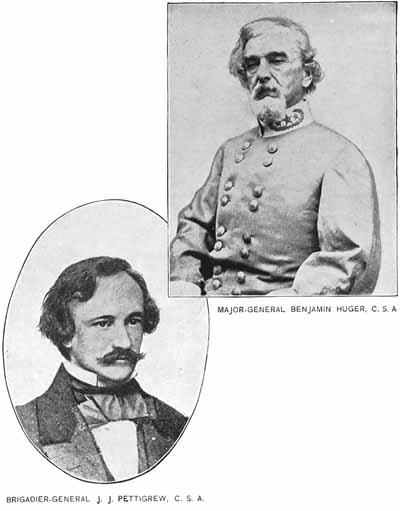 MAJOR-GENERAL BENJAMIN HUGER, C. S. A
BRIGADIER-GENERAL J. J. PETTIGREW, C. S. A.